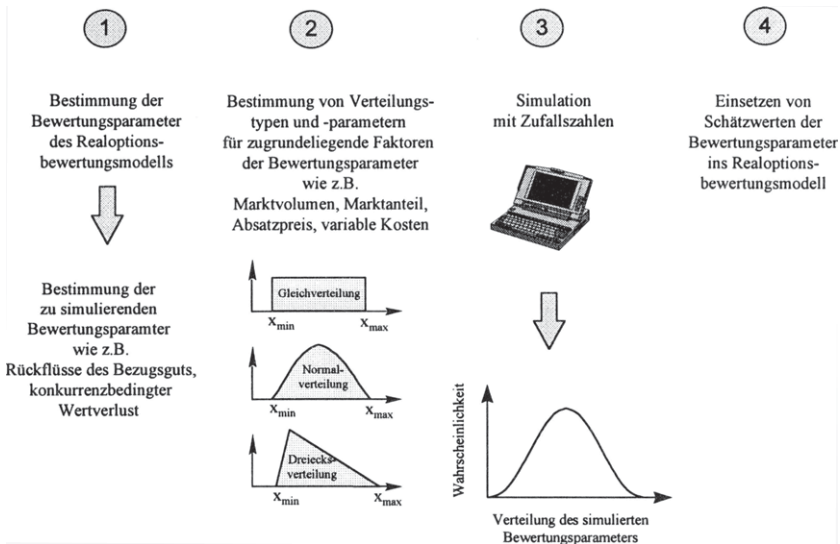 1
Bestimmung der
Bewertungsparameter
des Realoptions-
bewertungsmodells
Bestimmung der
zu simulierenden
Bewertungsparamter
wie z.B.
Rückflüsse des Bezugsguts,
konkurrenzbedingter
Wertverlust
2
Bestimmung von Verteilungs-
typen und -parametern
für zugrundeliegende Faktoren
der Bewertungsparameter
wie z.B.
Marktvolumen, Marktanteil,
Absatzpreis, variable Kosten
Gleichverteilung
Xmin Xmax
Normal-
verteilung
Xmin Xmax
Dreiecks-
verteilung
Xmin Xmax
3
Simulation
mit Zufallszahlen
Wahrscheinlichkeit
Verteilung des simulierten
Bewertungsparameters
4
Einsetzen von
Schätzwerten der
Bewertungsparameter
ins Realoptions-
bewertungsmodell